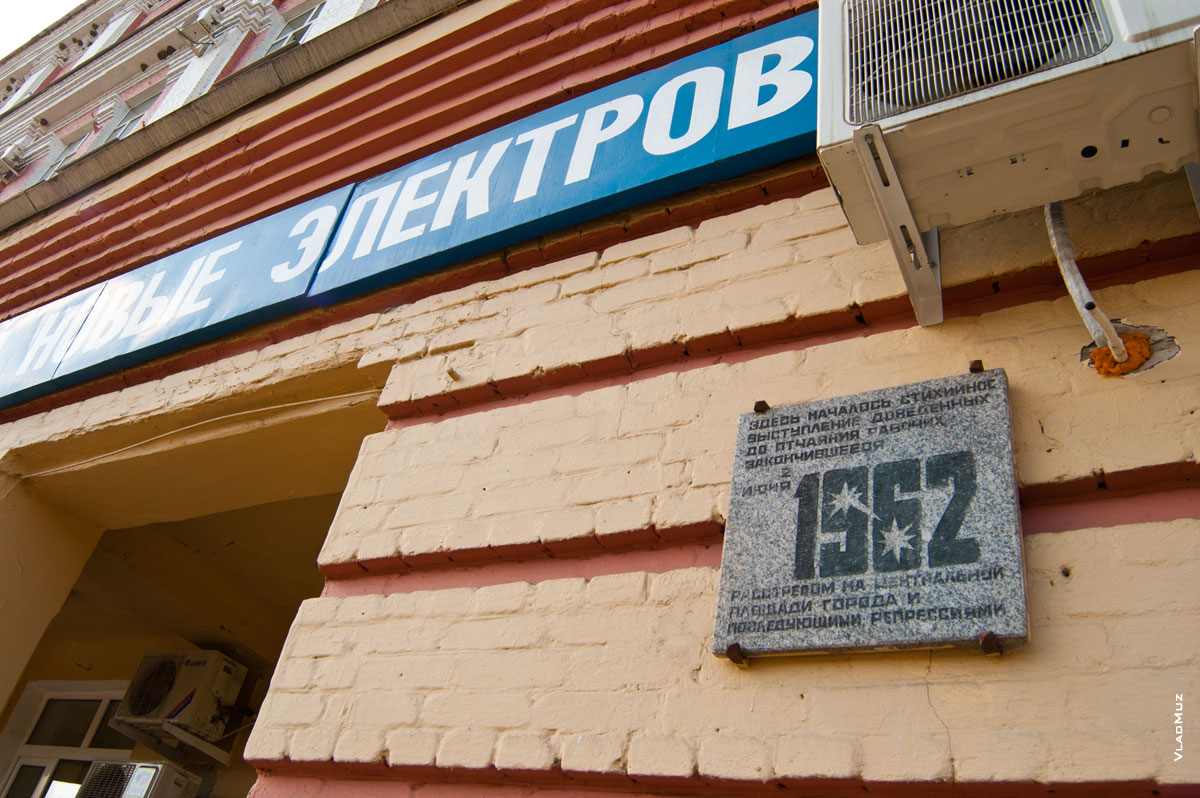 НОВЫЕ ЭЛЕКТРОВ
ЗДЕСЬ НАЧАЛОСЬ СТИХИЙНОЕ
ВЫСТУПЛЕНИЕ ДОВЕДЕННЫХ
ДО ОТЧАЯНИЯ РАБОЧИХ,
ЗАКОНЧИВШЕЕСЯ
2
ИЮНЯ 1962
РАССТРЕЛОМ НА ЦЕНТРАЛЬНОЙ
ПЛОЩАДИ ГОРОДА И
ПОСЛЕДУЮЩИМИ РЕПРЕССИЯМИ
VLADMUZ